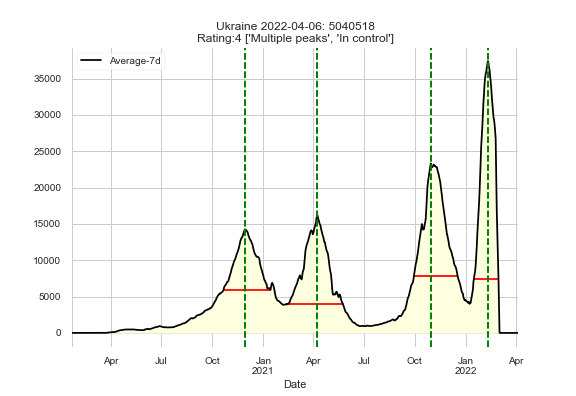 Ukraine 2022-04-06: 5040518
Rating:4 ['Multiple peaks', 'In control']
Average-7d
35000
30000
25000
20000
15000
10000
5000
0
Apr Jul Oct Jan Apr Jul Oct Jan Apr
2021 2022
Date